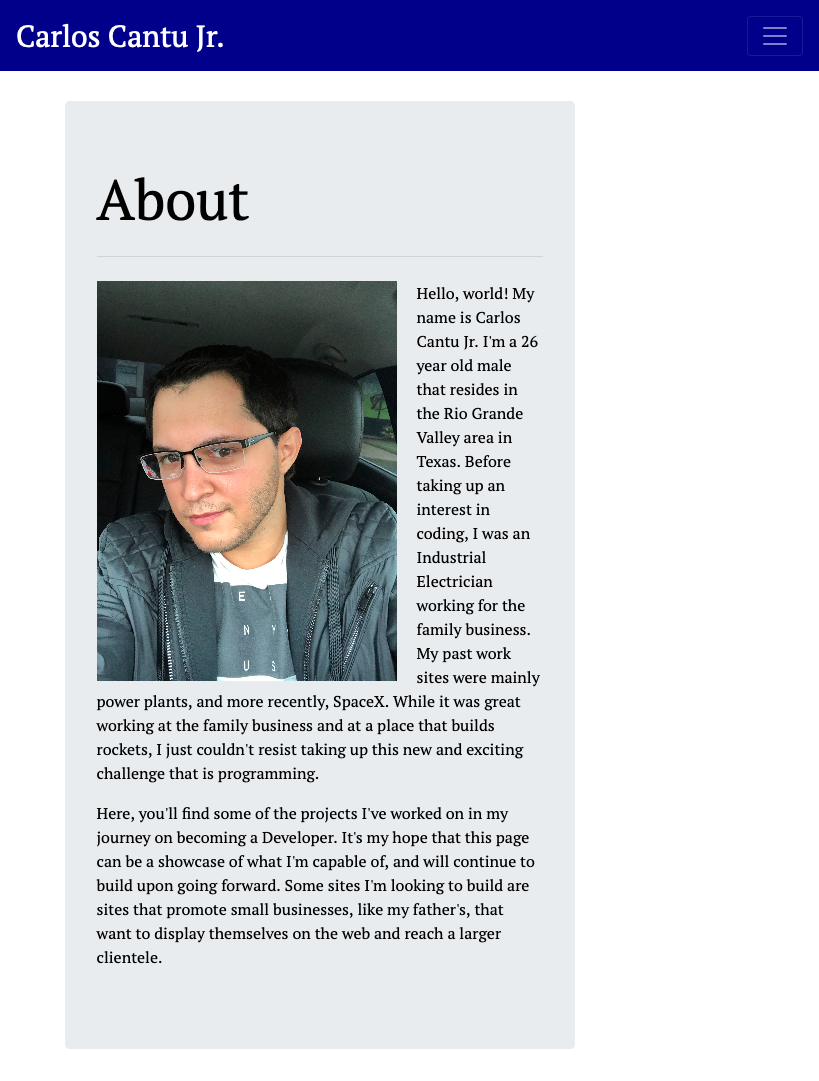 Carlos Cantu Jr.
About
Hello, world! My
name is Carlos
Cantu Jr. I'm a 26
year old male
that resides in
the Rio Grande
Valley area in
Texas. Before
taking up an
interest in
coding, I was an
Industrial
Electrician
working for the
family business.
My past work
sites were mainly
power plants, and more recently, SpaceX. While it was great
working at the family business and at a place that builds
rockets, I just couldn't resist taking up this new and exciting
challenge that is programming.
Here, you'll find some of the projects I've worked on in my
journey on becoming a Developer. It's my hope that this page
can be a showcase of what I'm capable of, and will continue to
build upon going forward. Some sites I'm looking to build are
sites that promote small businesses, like my father's, that
want to display themselves on the web and reach a larger
clientele.
E
N Y
U S